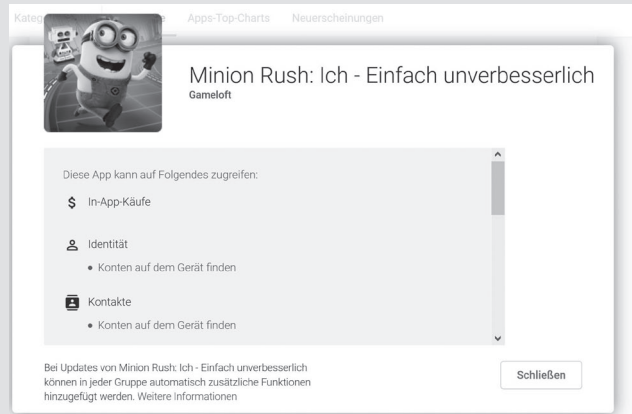 Kateg
Apps-Top-Charts Neuerscheinungen
Minion Rush: Ich - Einfach unverbesserlich
Gameloft
Diese App kann auf Folgendes zugreifen:
$ In-App-Käufe
Identität
• Konten auf dem Gerät finden
Kontakte
• Konten auf dem Gerät finden
Bei Updates von Minion Rush: Ich - Einfach unverbesserlich
können in jeder Gruppe automatisch zusätzliche Funktionen
hinzugefügt werden. Weitere Informationen
Schließen